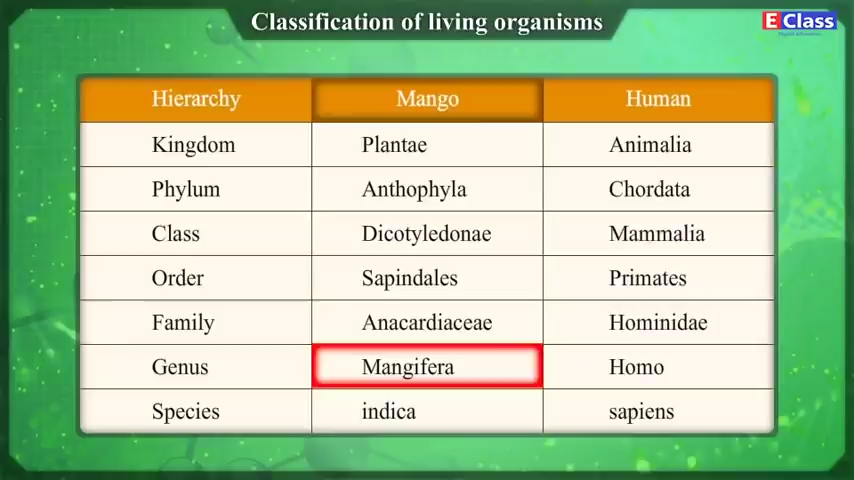 Classification of living organisms
E Class
Hierarchy Mango Human
Kingdom Plantae Animalia
Phylum Anthophyla Chordata
Class Dicotyledonae Mammalia
Order Sapindales Primates
Family Anacardiaceae Hominidae
Genus Mangifera Homo
Species indica sapiens